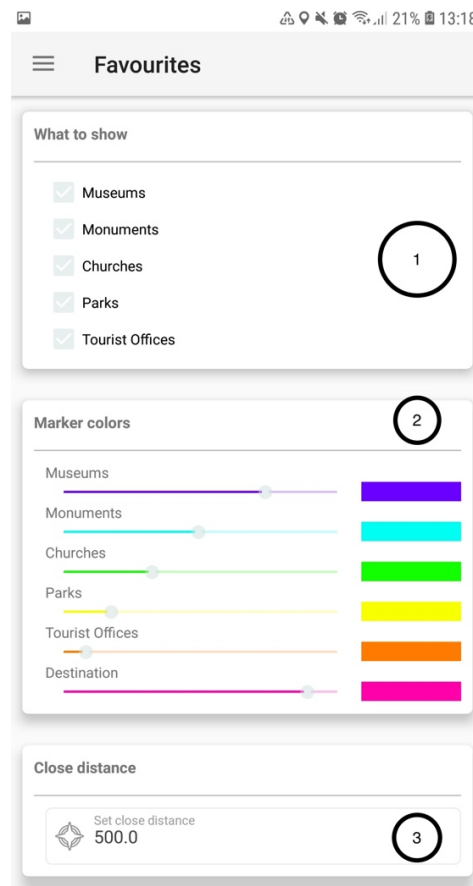 21% 13:18
Favourites
What to show
Museums
Monuments
Churches
Parks
Tourist Offices
1
Marker colors
2
Museums
Monuments
Churches
Parks
Tourist Offices
Destination
Close distance
Set close distance
500.0
3